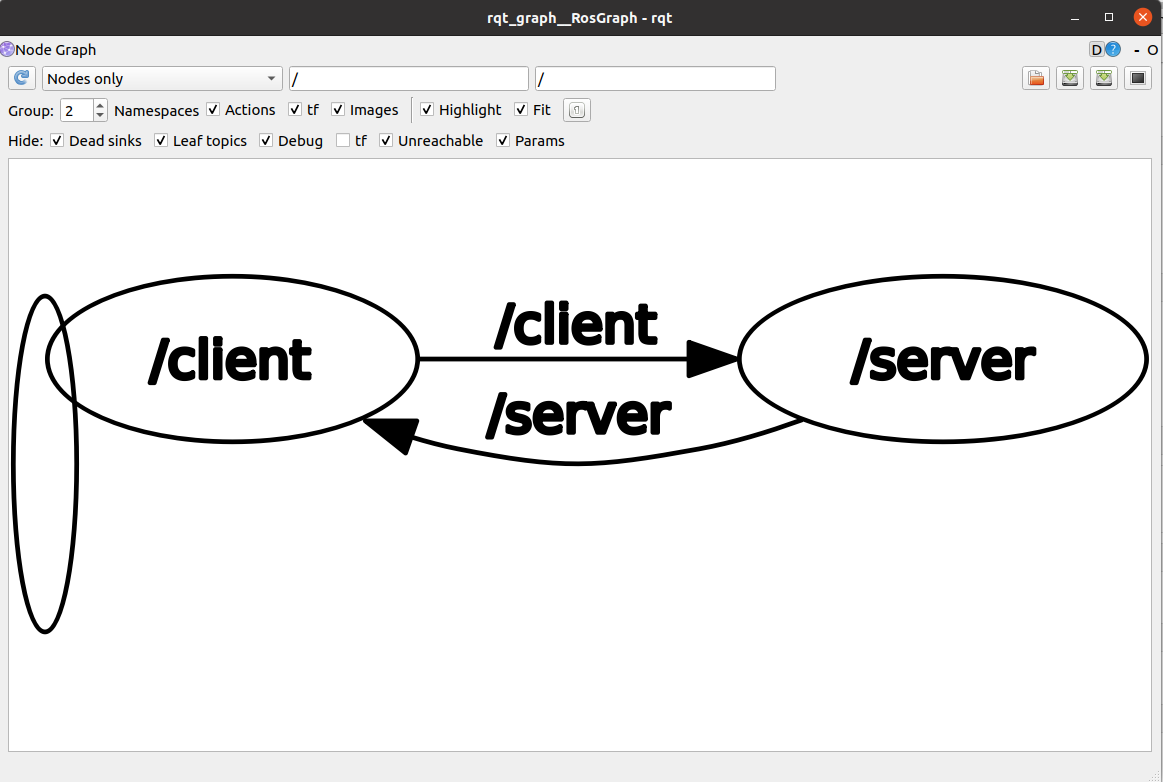 rqt_graph__RosGraph - rqt
Node Graph D ? - O
Nodes only / /
Group: 2 Namespaces Actions tf Images Highlight Fit
Hide: Dead sinks Leaf topics Debug tf Unreachable Params
/client
/client
/server
/server